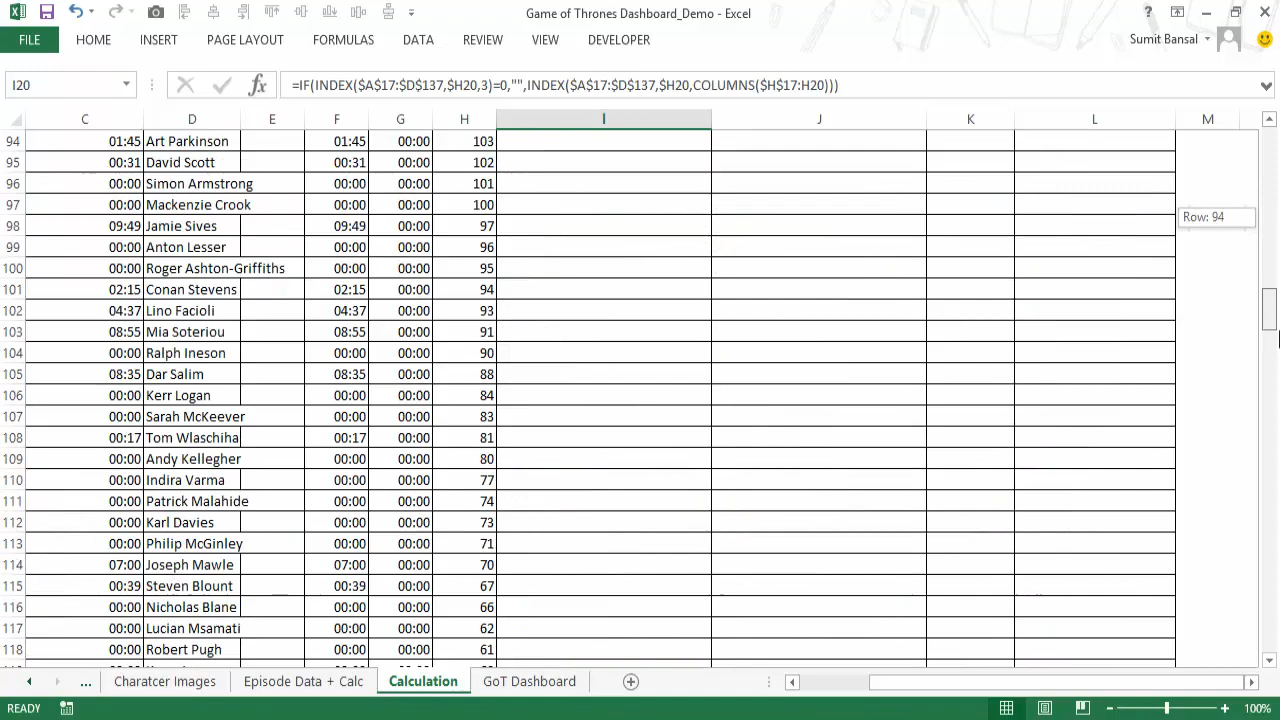 Game of Thrones Dashboard_Demo - Excel
FILE HOME INSERT PAGE LAYOUT FORMULAS DATA REVIEW VIEW DEVELOPER Sumit Bansal
I20 fx =IF(INDEX($A$17:$D$137,$H20,3)=0,"",INDEX($A$17:$D$137,$H20,COLUMNS($H$17:H20)))
C D E F G H I J K L M
94 01:45 Art Parkinson 01:45 00:00 103
95 00:31 David Scott 00:31 00:00 102
96 00:00 Simon Armstrong 00:00 00:00 101
97 00:00 Mackenzie Crook 00:00 00:00 100
98 09:49 Jamie Sives 09:49 00:00 97
Row: 94
99 00:00 Anton Lesser 00:00 00:00 96
100 00:00 Roger Ashton-Griffiths 00:00 00:00 95
101 02:15 Conan Stevens 02:15 00:00 94
102 04:37 Lino Facioli 04:37 00:00 93
103 08:55 Mia Soteriou 08:55 00:00 91
104 00:00 Ralph Ineson 00:00 00:00 90
105 08:35 Dar Salim 08:35 00:00 88
106 00:00 Kerr Logan 00:00 00:00 84
107 00:00 Sarah McKeever 00:00 00:00 83
108 00:17 Tom Wlaschiha 00:17 00:00 81
109 00:00 Andy Kellegher 00:00 00:00 80
110 00:00 Indira Varma 00:00 00:00 77
111 00:00 Patrick Malahide 00:00 00:00 74
112 00:00 Karl Davies 00:00 00:00 73
113 00:00 Philip McGinley 00:00 00:00 71
114 07:00 Joseph Mawle 07:00 00:00 70
115 00:39 Steven Blount 00:39 00:00 67
116 00:00 Nicholas Blane 00:00 00:00 66
117 00:00 Lucian Msamati 00:00 00:00 62
118 00:00 Robert Pugh 00:00 00:00 61
... Charatcer Images Episode Data + Calc Calculation GoT Dashboard
READY 100%